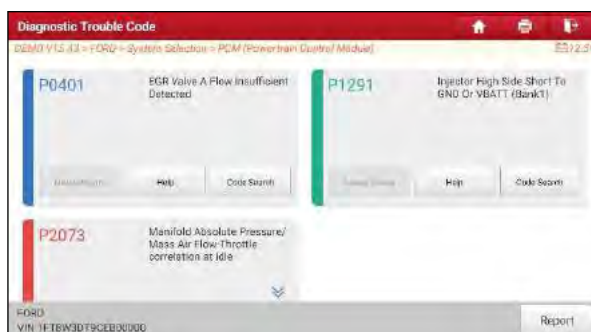 Diagnostic Trouble Code
DEMO V15.43 > FORD > System Selection > PCM (Powertrain Control Module)
P0401
EGR Valve A Flow Insufficient
Detected
Help
Code Search
P1291
Injector High Side Short To
GND Or VBATT (Bank1)
Help
Code Search
P2073
Manifold Absolute Pressure/
Mass Air Flow-Throttle
correlation at idle
FORD
VIN 1FT8W3DT9CEB00000
Report